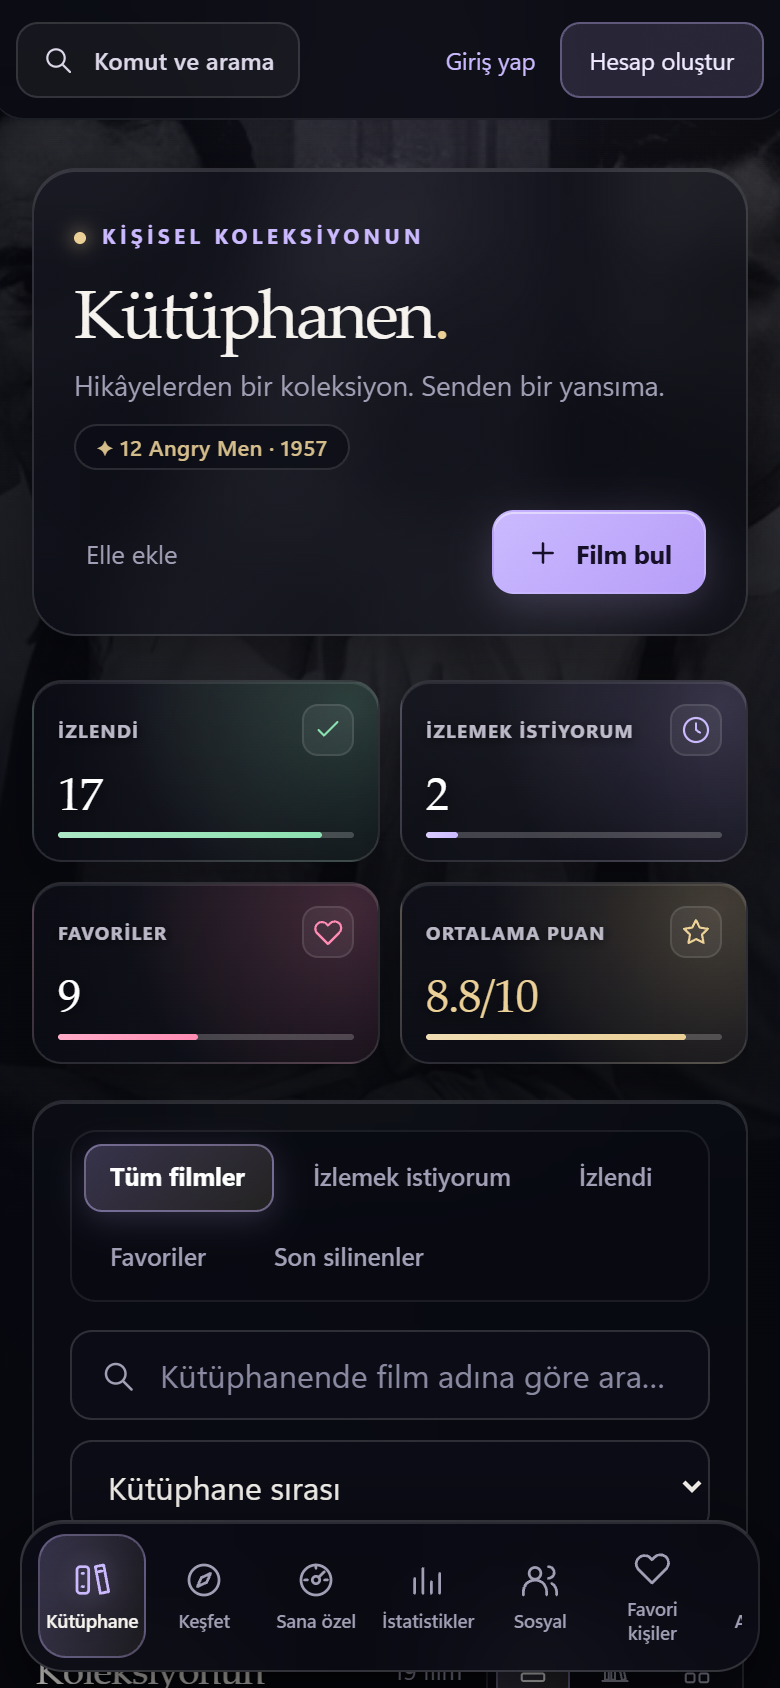 Komut ve arama
Giriş yap
Hesap oluştur
KİŞİSEL KOLEKSİYONUN
Kütüphanen.
Hikâyelerden bir koleksiyon. Senden bir yansıma.
✦ 12 Angry Men · 1957
Elle ekle
Film bul
İZLENDİ
17
İZLEMEK İSTİYORUM
2
FAVORİLER
9
ORTALAMA PUAN
8.8/10
Tüm filmler
İzlemek istiyorum
İzlendi
Favoriler
Son silinenler
Kütüphanende film adına göre ara...
Kütüphane sırası
Kütüphane
Keşfet
Sana özel
İstatistikler
Sosyal
Favori
kişiler
Koleksiyonun
19 film